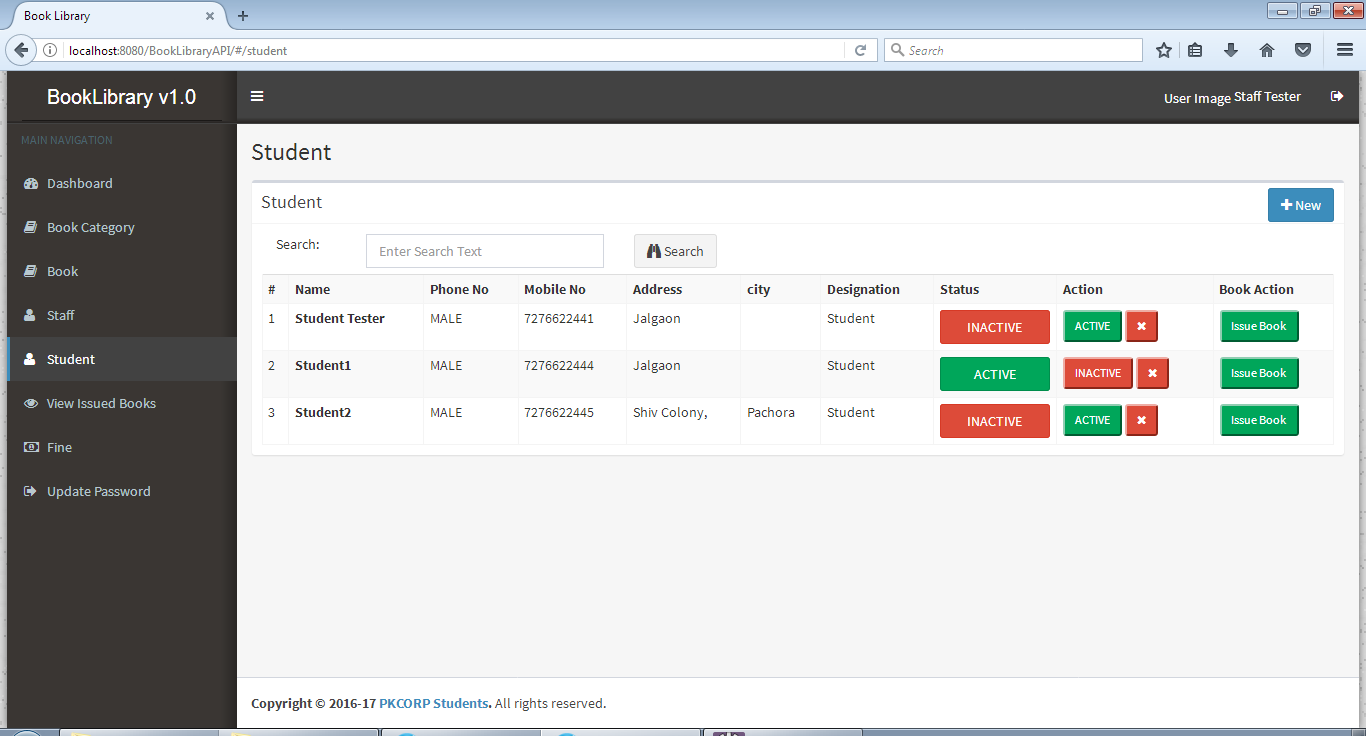 Book Library
localhost:8080/BookLibraryAPI/#/student
Search
BookLibrary v1.0
User Image Staff Tester
MAIN NAVIGATION
Dashboard
Book Category
Book
Staff
Student
View Issued Books
Fine
Update Password
Student
Student
New
Search:
Enter Search Text
Search
# Name Phone No Mobile No Address city Designation Status Action Book Action
1 Student Tester MALE 7276622441 Jalgaon Student INACTIVE ACTIVE Issue Book
2 Student1 MALE 7276622444 Jalgaon Student ACTIVE INACTIVE Issue Book
3 Student2 MALE 7276622445 Shiv Colony, Pachora Student INACTIVE ACTIVE Issue Book
Copyright © 2016-17 PKCORP Students. All rights reserved.